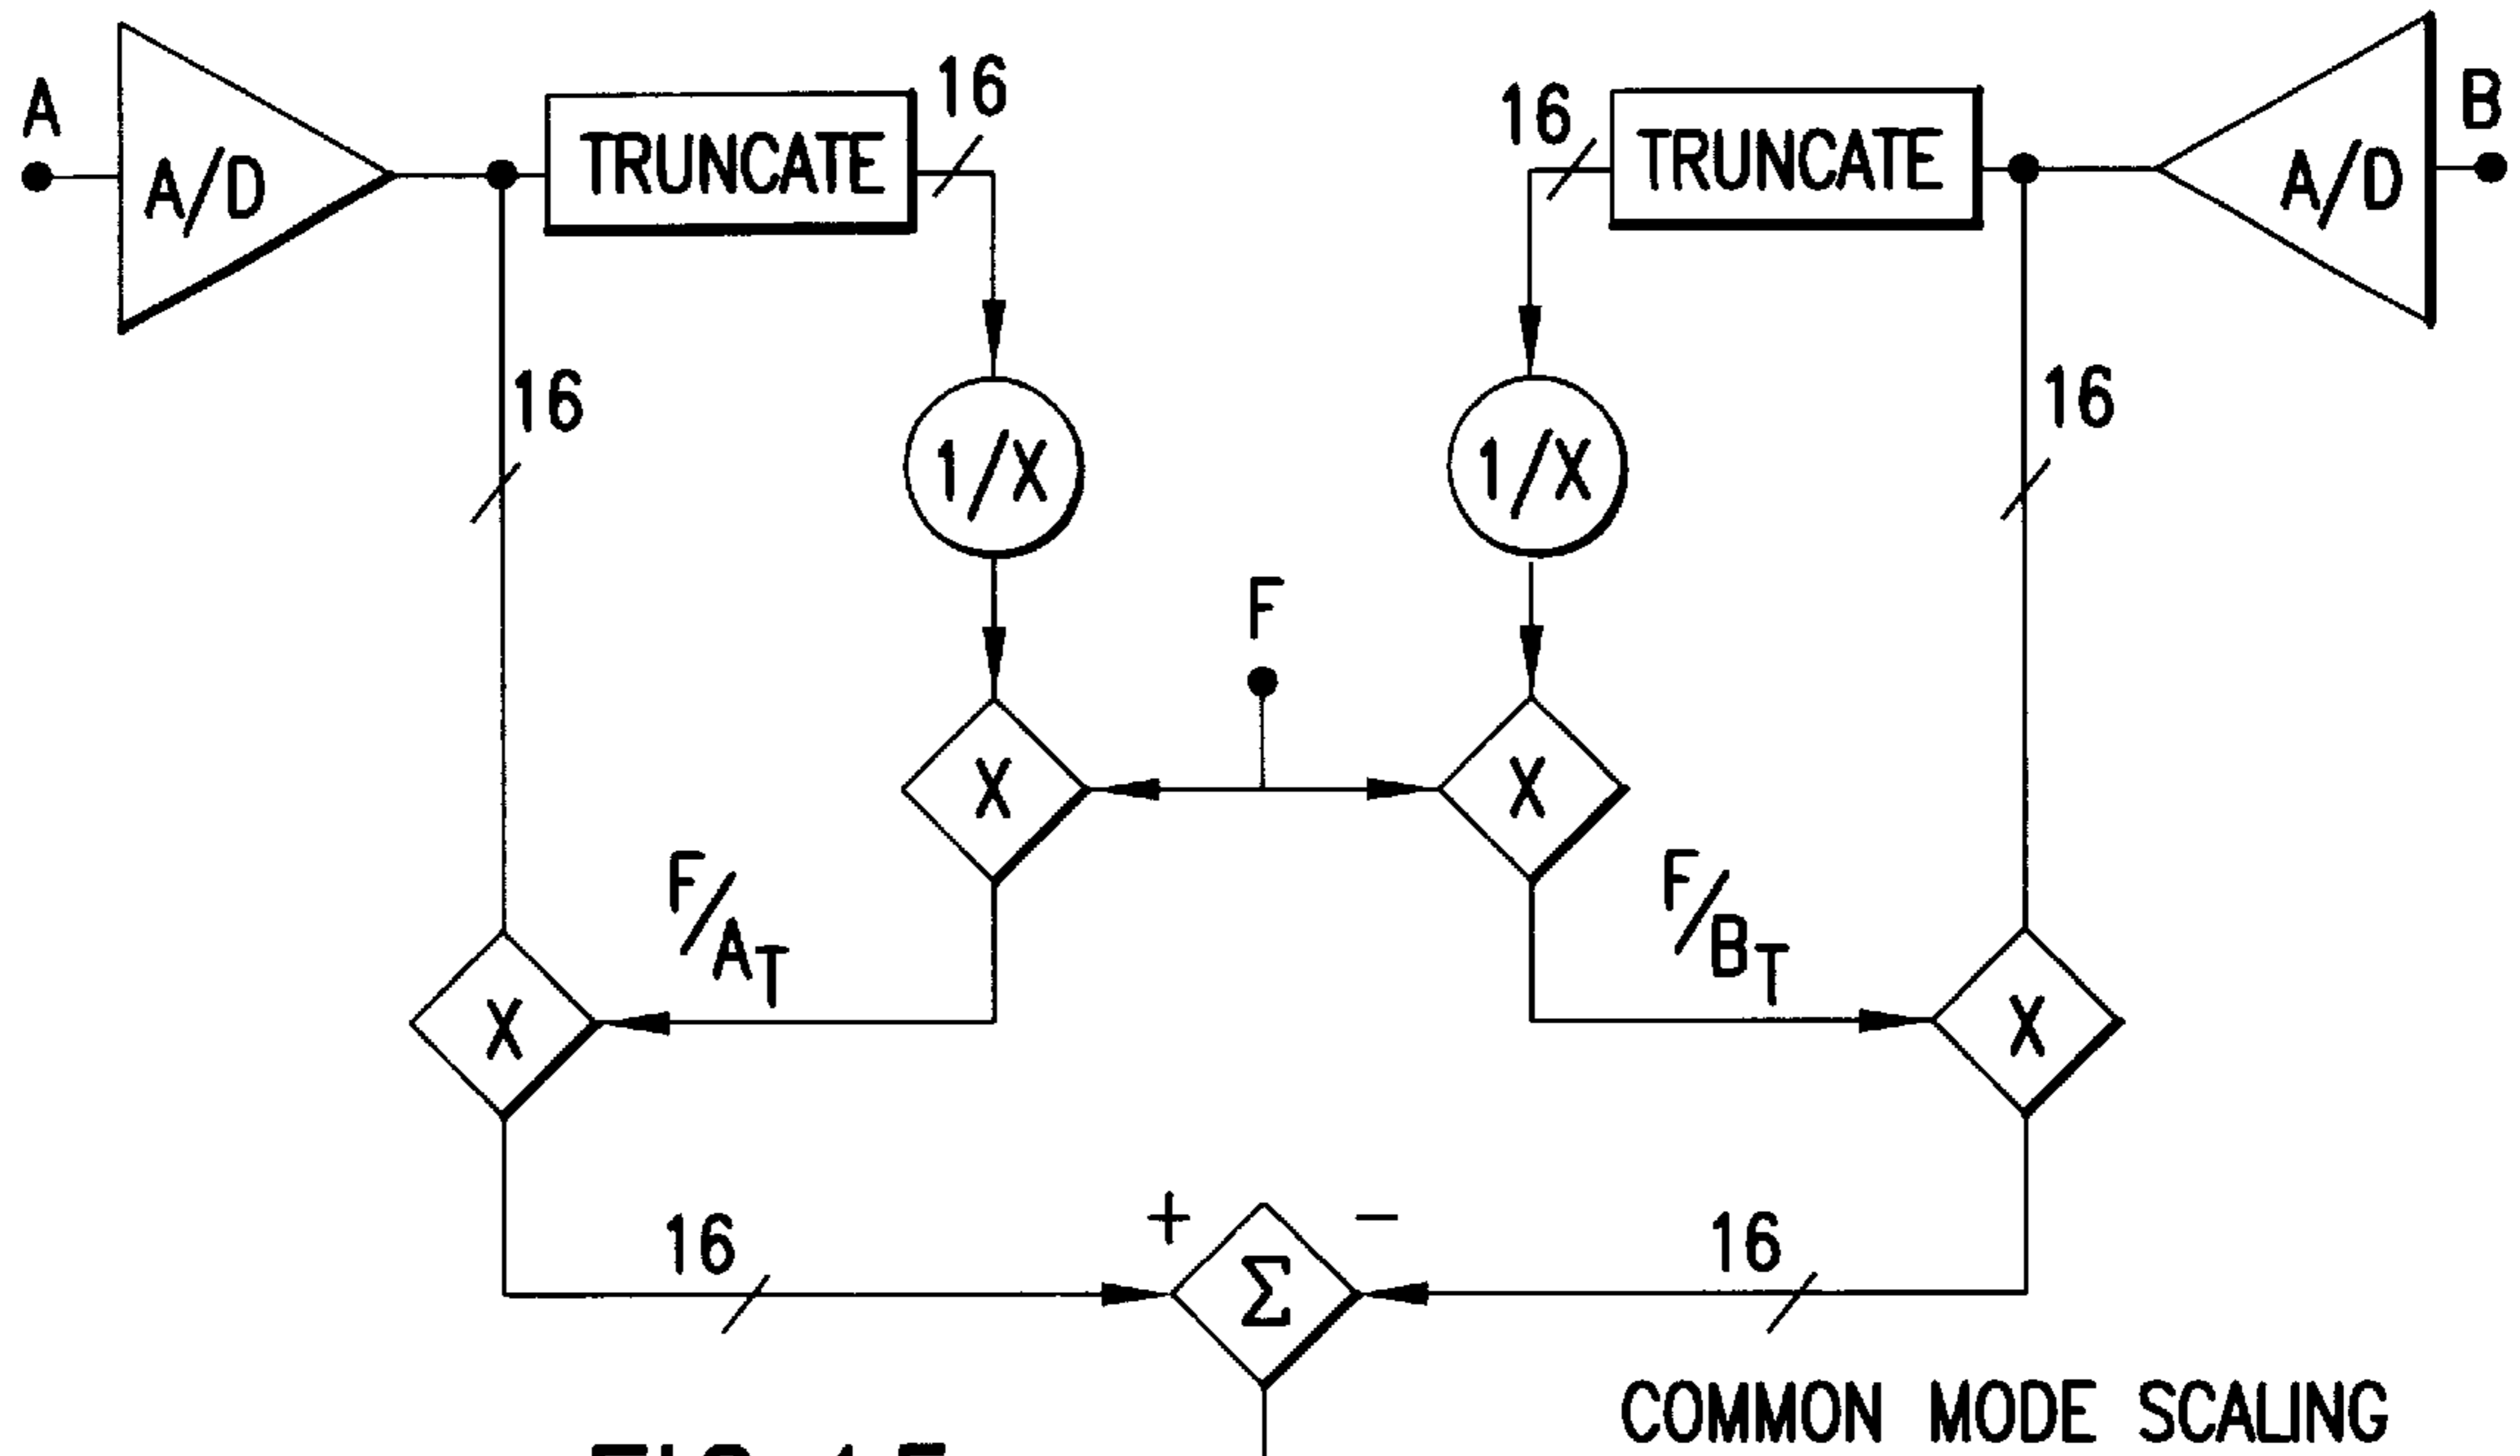 A
A/D
TRUNCATE
16
16
TRUNCATE
A/D
B
16
16
1/X
1/X
F
X
X
F/AT
F/BT
X
X
16
+
−
16
Σ
COMMON MODE SCALING